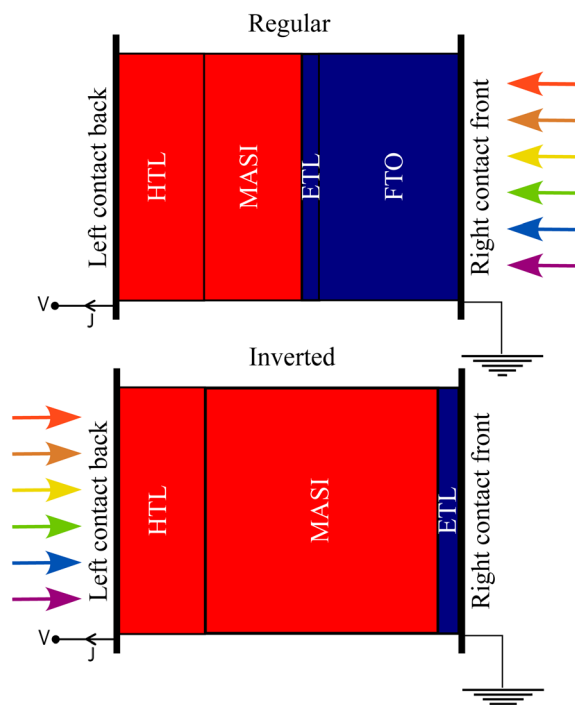 Regular
Left contact back
HTL
MASI
ETL
FTO
Right contact front
V
J
Inverted
Left contact back
HTL
MASI
ETL
Right contact front
V
J